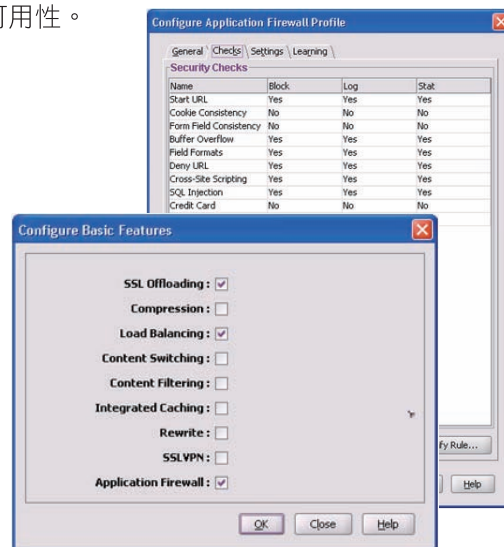 可用性。
Configure Application Firewall Profile
General Checks Settings Learning
Security Checks
Name Block Log Stat
Start URL Yes Yes Yes
Cookie Consistency No No No
Form Field Consistency No No No
Buffer Overflow Yes Yes Yes
Field Formats Yes Yes Yes
Deny URL Yes Yes Yes
Cross-Site Scripting Yes Yes Yes
SQL Injection Yes Yes Yes
Credit Card No No No
Configure Basic Features
SSL Offloading :
Compression :
Load Balancing :
Content Switching :
Content Filtering :
Integrated Caching :
Rewrite :
SSLVPN :
Application Firewall :
OK Close Help
fy Rule...
Help